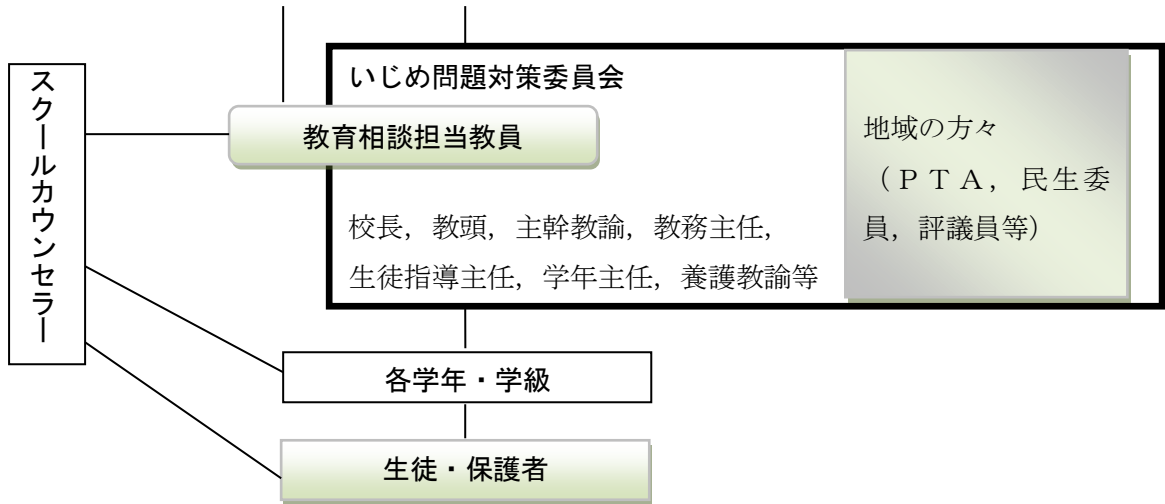 スクールカウンセラー
いじめ問題対策委員会
教育相談担当教員
校長，教頭，主幹教諭，教務主任，
生徒指導主任，学年主任，養護教諭等
地域の方々
（ＰＴＡ，民生委
員，評議員等）
各学年・学級
生徒・保護者